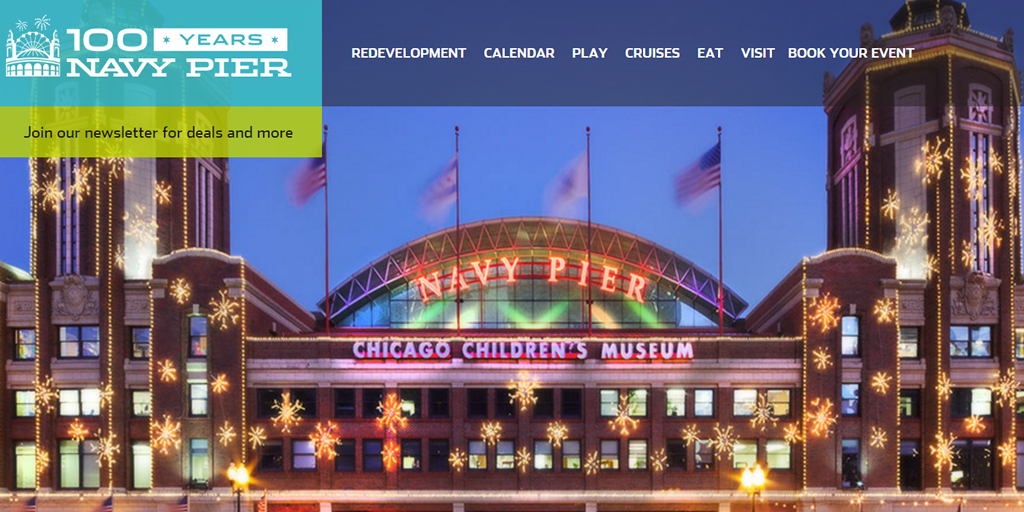 100 YEARS
NAVY PIER
REDEVELOPMENT CALENDAR PLAY CRUISES EAT VISIT BOOK YOUR EVENT
Join our newsletter for deals and more
NAVY PIER
CHICAGO CHILDREN'S MUSEUM